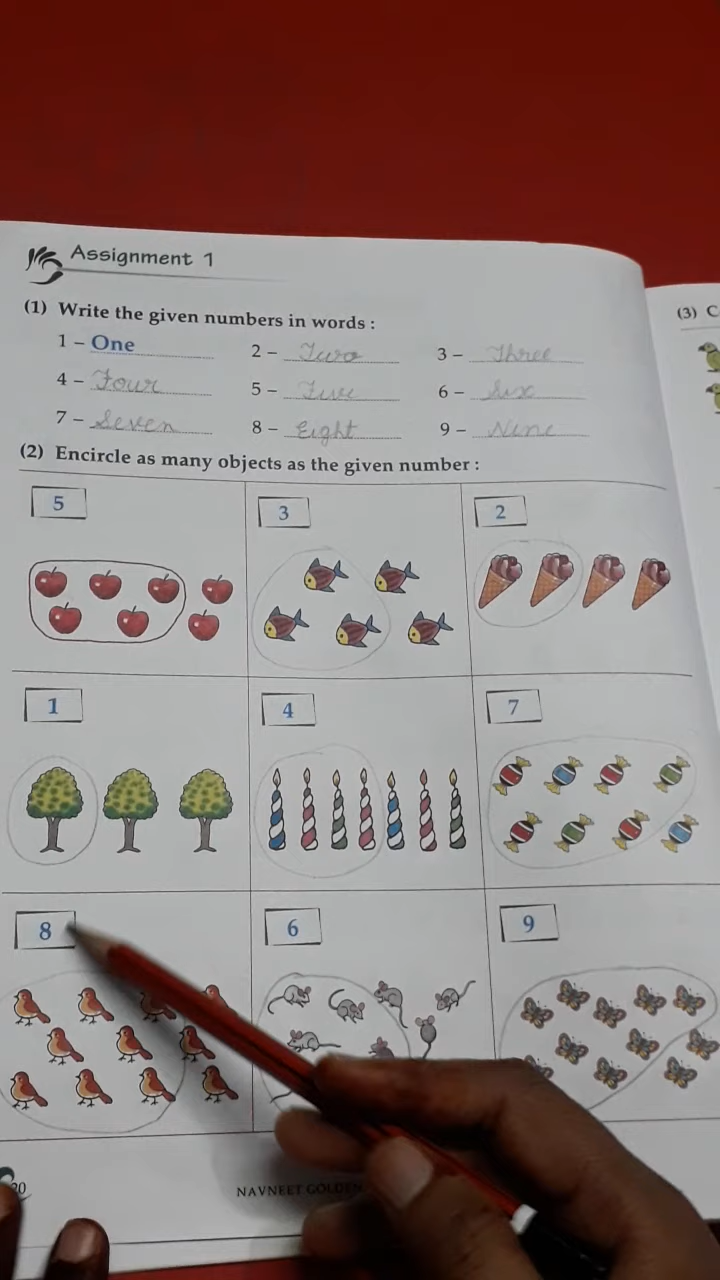 Assignment 1
(1) Write the given numbers in words :
1 – One 2 – Two 3 – Three
4 – Four 5 – Five 6 – Six
7 – Seven 8 – Eight 9 – Nine
(2) Encircle as many objects as the given number :
5 3 2
1 4 7
8 6 9
20 NAVNEET GOLDEN
(3) C